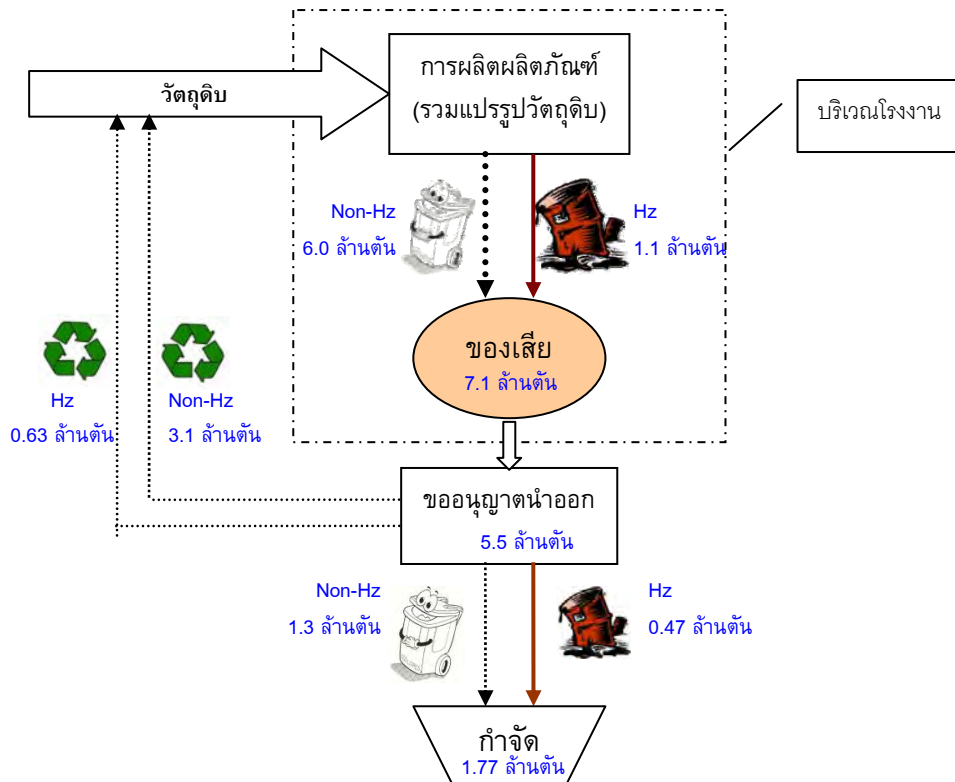 การผลิตผลิตภัณฑ์
(รวมแปรรูปวัตถุดิบ)
วัตถุดิบ
บริเวณโรงงาน
Non-Hz
6.0 ล้านตัน
Hz
1.1 ล้านตัน
ของเสีย
7.1 ล้านตัน
Hz
0.63 ล้านตัน
Non-Hz
3.1 ล้านตัน
ขออนุญาตนำออก
5.5 ล้านตัน
Non-Hz
1.3 ล้านตัน
Hz
0.47 ล้านตัน
กำจัด
1.77 ล้านตัน